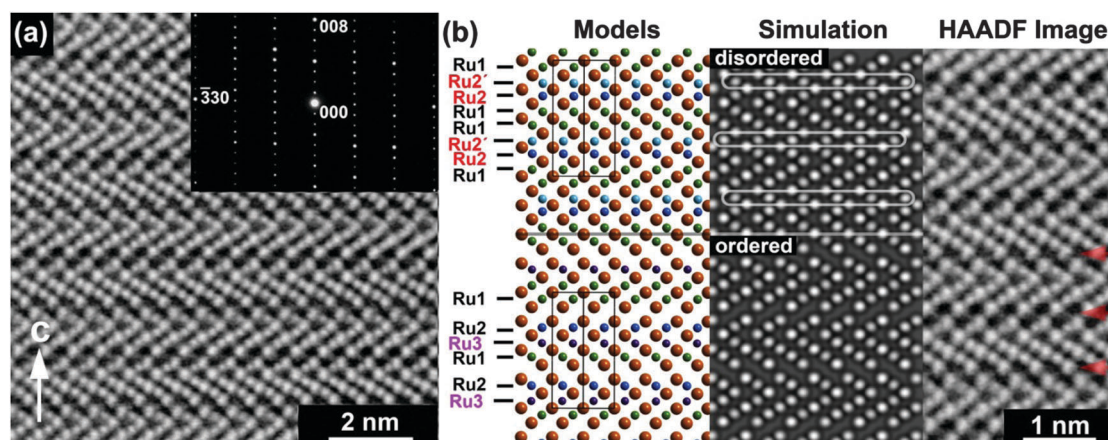 (a)
008
3̄30
000
C
2 nm
(b)
Models
Simulation
HAADF Image
Ru1
Ru2´
Ru2
Ru1
Ru1
Ru2´
Ru2
Ru1
Ru1
Ru2
Ru3
Ru1
Ru2
Ru3
disordered
ordered
1 nm